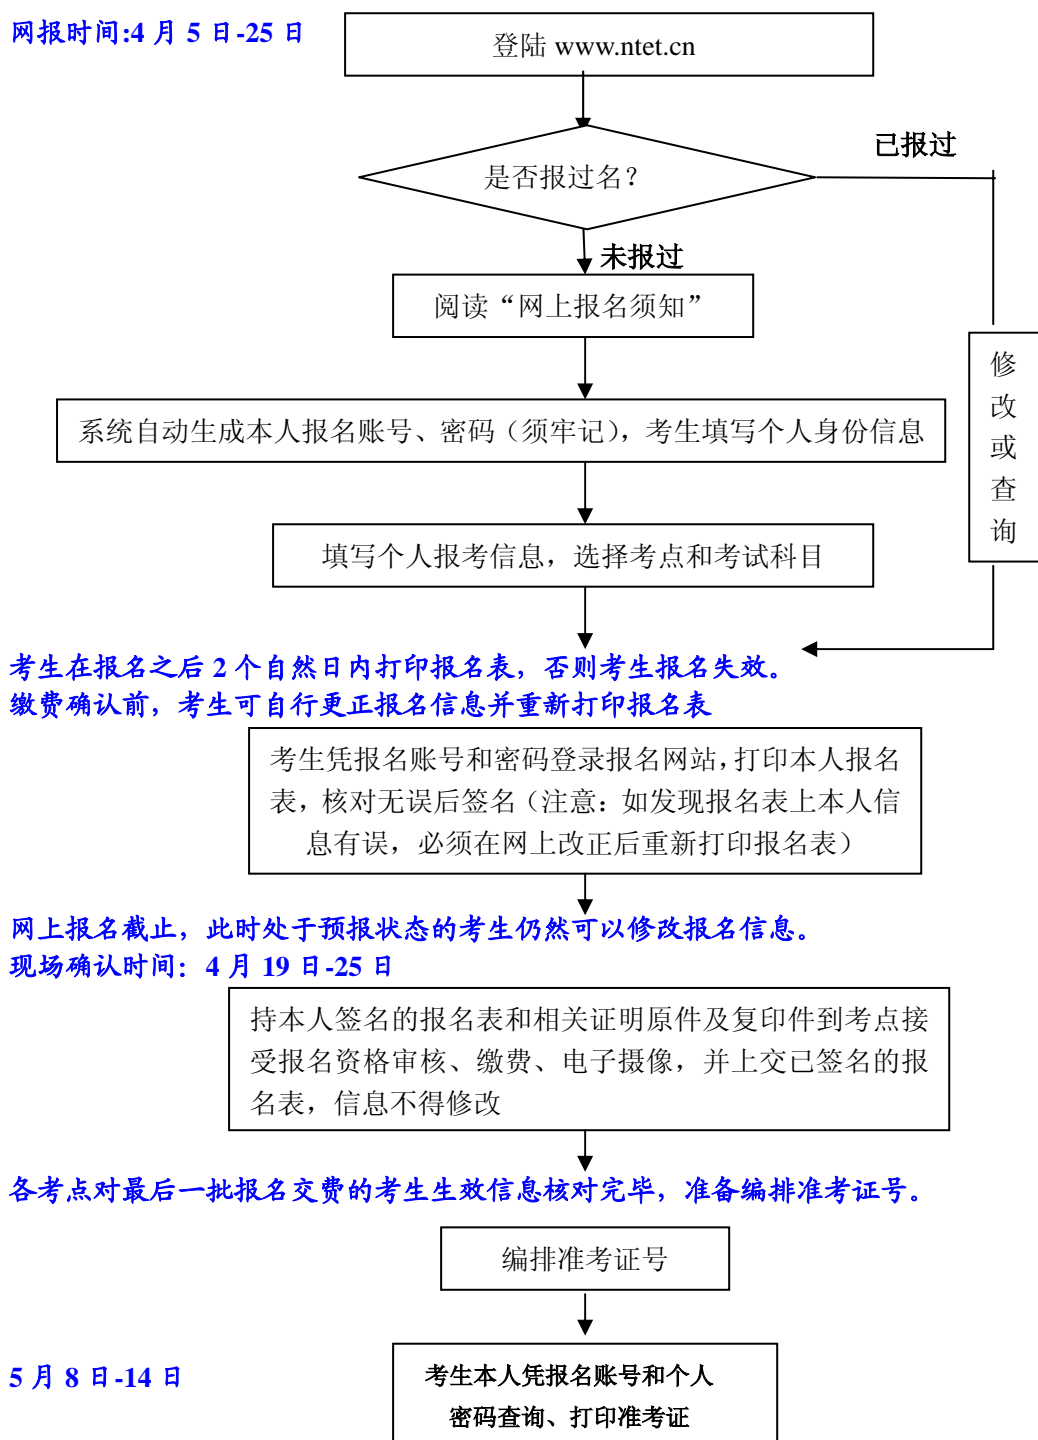 网报时间:4 月 5 日-25 日
登陆 www.ntet.cn
是否报过名？
已报过
未报过
阅读“网上报名须知”
修
改
或
查
询
系统自动生成本人报名账号、密码（须牢记），考生填写个人身份信息
填写个人报考信息，选择考点和考试科目
考生在报名之后 2 个自然日内打印报名表，否则考生报名失效。
缴费确认前，考生可自行更正报名信息并重新打印报名表
考生凭报名账号和密码登录报名网站，打印本人报名
表，核对无误后签名（注意：如发现报名表上本人信
息有误，必须在网上改正后重新打印报名表）
网上报名截止，此时处于预报状态的考生仍然可以修改报名信息。
现场确认时间：4 月 19 日-25 日
持本人签名的报名表和相关证明原件及复印件到考点接
受报名资格审核、缴费、电子摄像，并上交已签名的报
名表，信息不得修改
各考点对最后一批报名交费的考生生效信息核对完毕，准备编排准考证号。
编排准考证号
5 月 8 日-14 日
考生本人凭报名账号和个人
密码查询、打印准考证